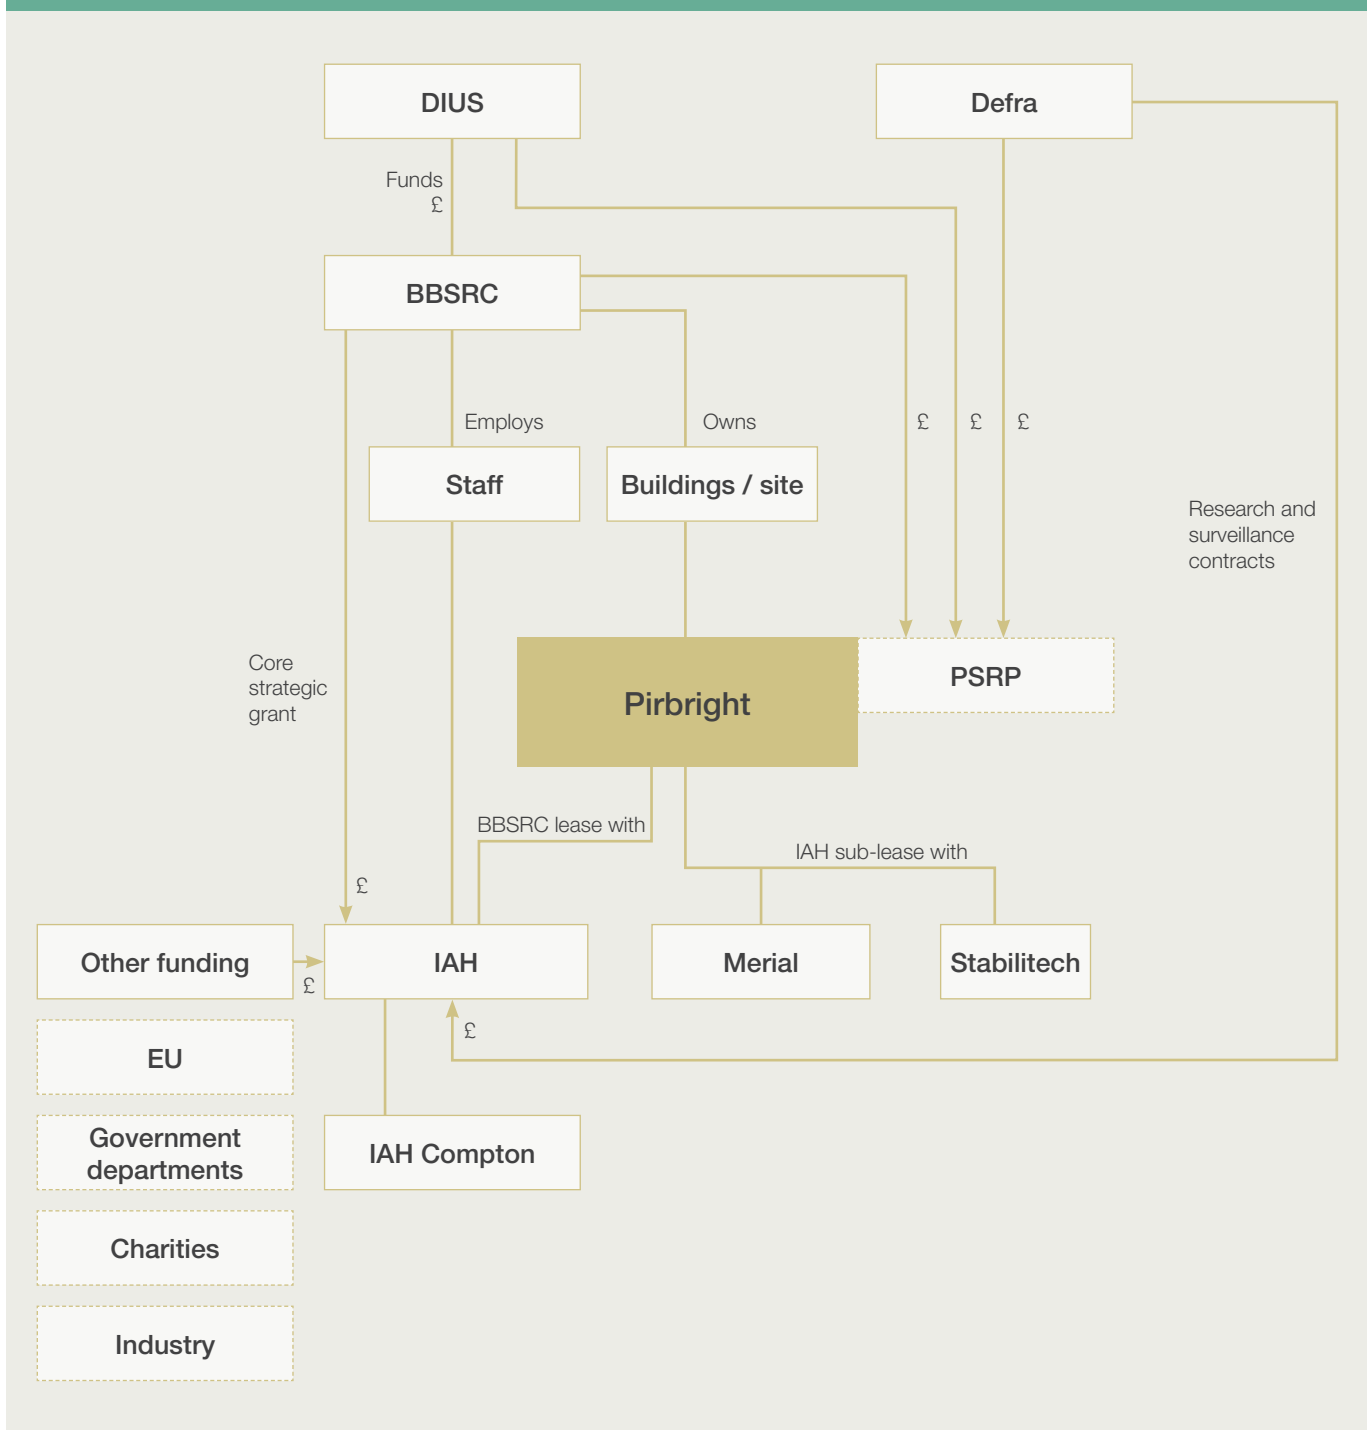 DIUS
Defra
Funds
£
BBSRC
Employs
Owns
£
£
£
Staff
Buildings / site
Research and
surveillance
contracts
Core
strategic
grant
Pirbright
PSRP
BBSRC lease with
IAH sub-lease with
£
Other funding
£
IAH
Merial
Stabilitech
£
EU
Government
departments
IAH Compton
Charities
Industry